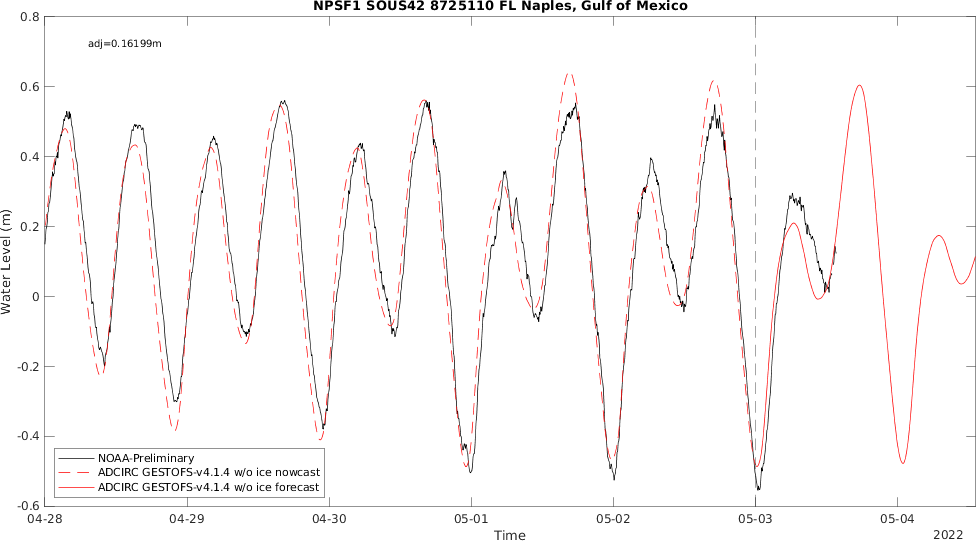 NPSF1 SOUS42 8725110 FL Naples, Gulf of Mexico
adj=0.16199m
0.8
0.6
0.4
0.2
0
-0.2
-0.4
-0.6
Water Level (m)
NOAA-Preliminary
ADCIRC GESTOFS-v4.1.4 w/o ice nowcast
ADCIRC GESTOFS-v4.1.4 w/o ice forecast
04-28 04-29 04-30 05-01 05-02 05-03 05-04
Time
2022